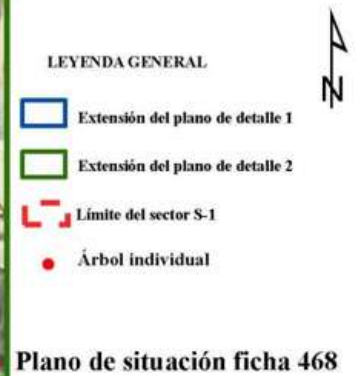 N
LEYENDA GENERAL
Extensión del plano de detalle 1
Extensión del plano de detalle 2
Límite del sector S-1
Árbol individual
Plano de situación ficha 468